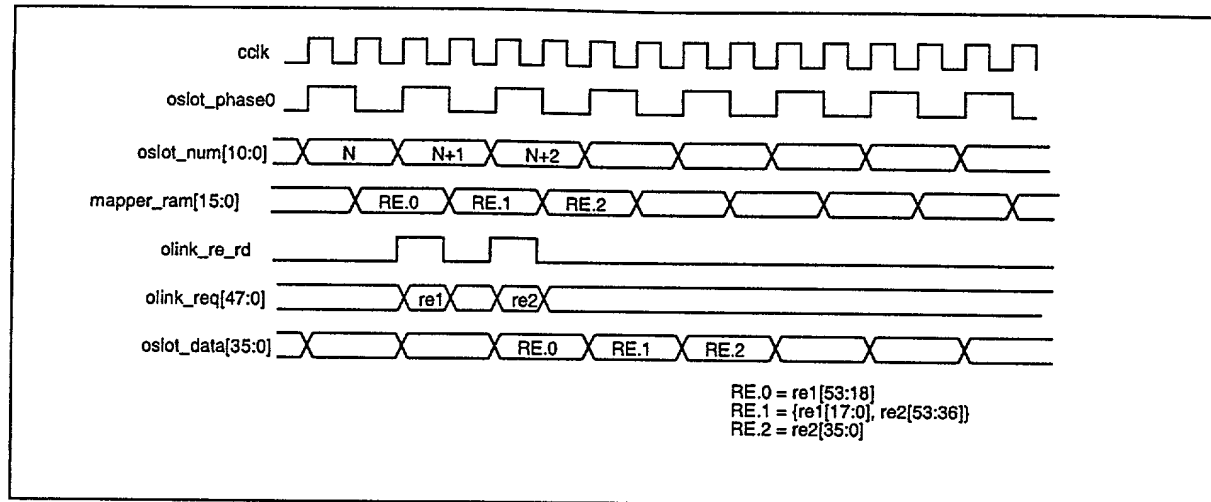 cclk
oslot_phase0
oslot_num[10:0] N N+1 N+2
mapper_ram[15:0] RE.0 RE.1 RE.2
olink_re_rd
olink_req[47:0] re1 re2
oslot_data[35:0] RE.0 RE.1 RE.2
RE.0 = re1[53:18]
RE.1 = {re1[17:0], re2[53:36]}
RE.2 = re2[35:0]